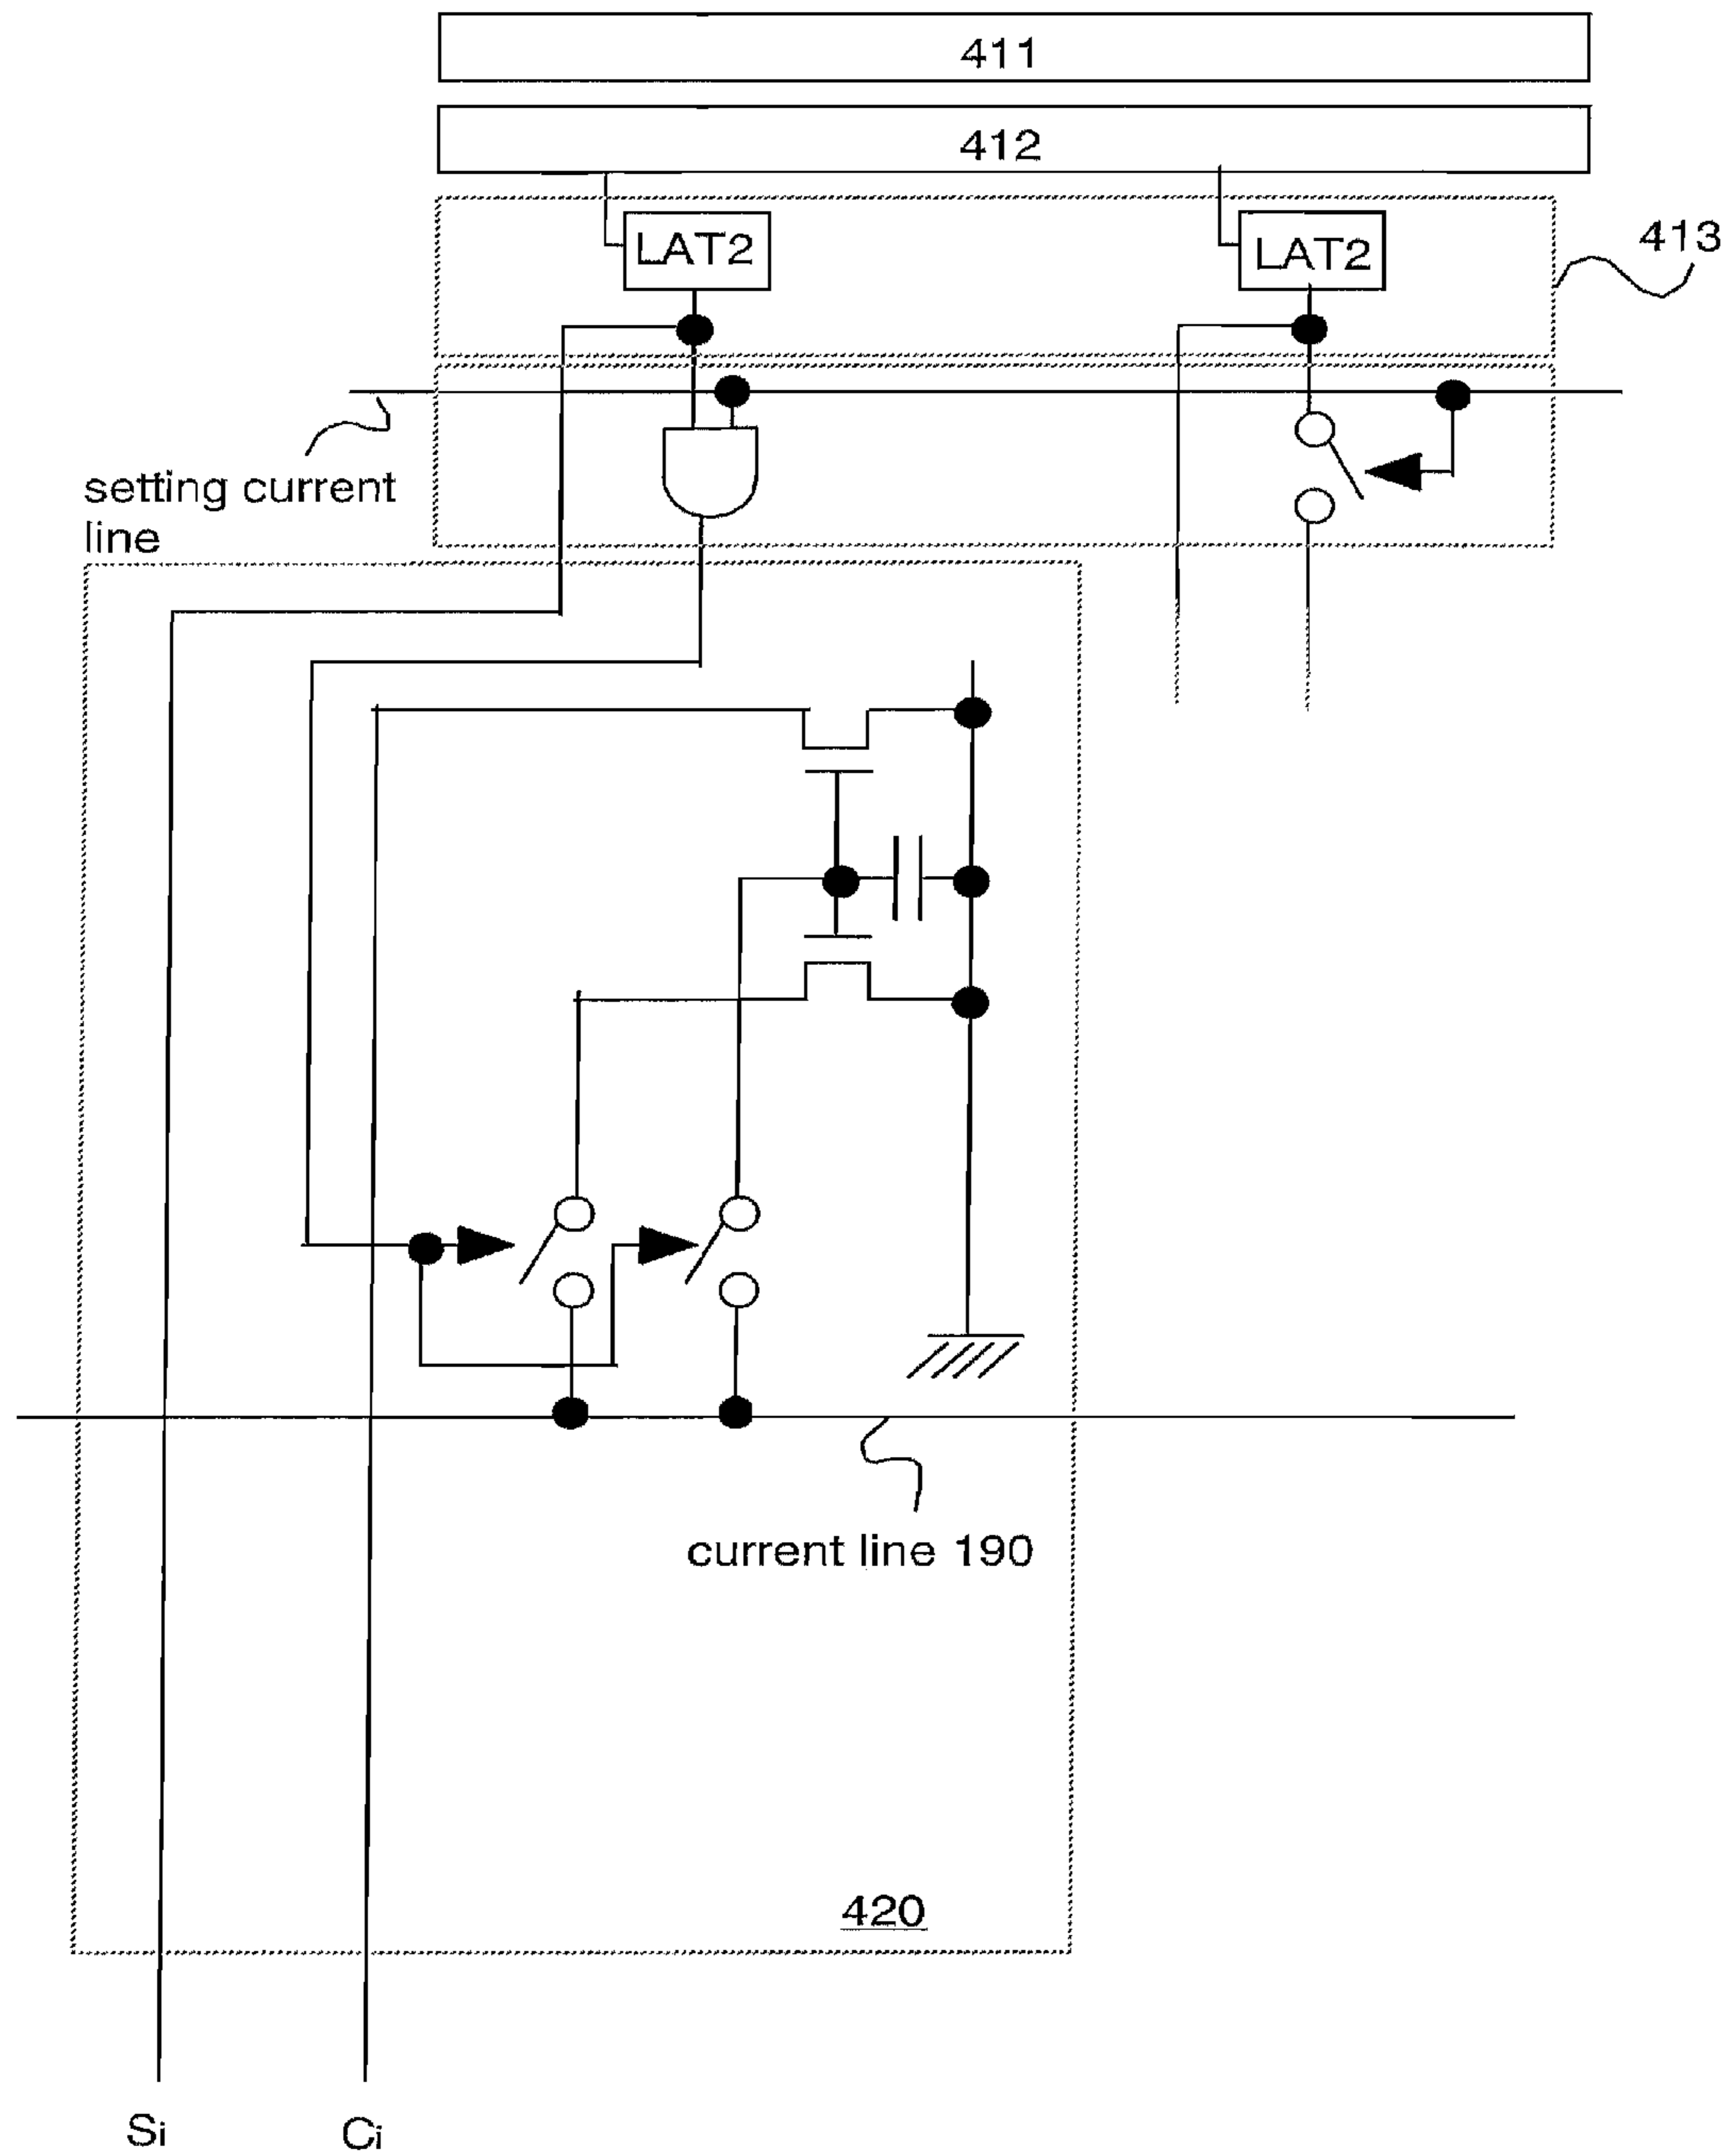 411
412
LAT2
LAT2
413
setting current
line
current line 190
420
Si
Ci